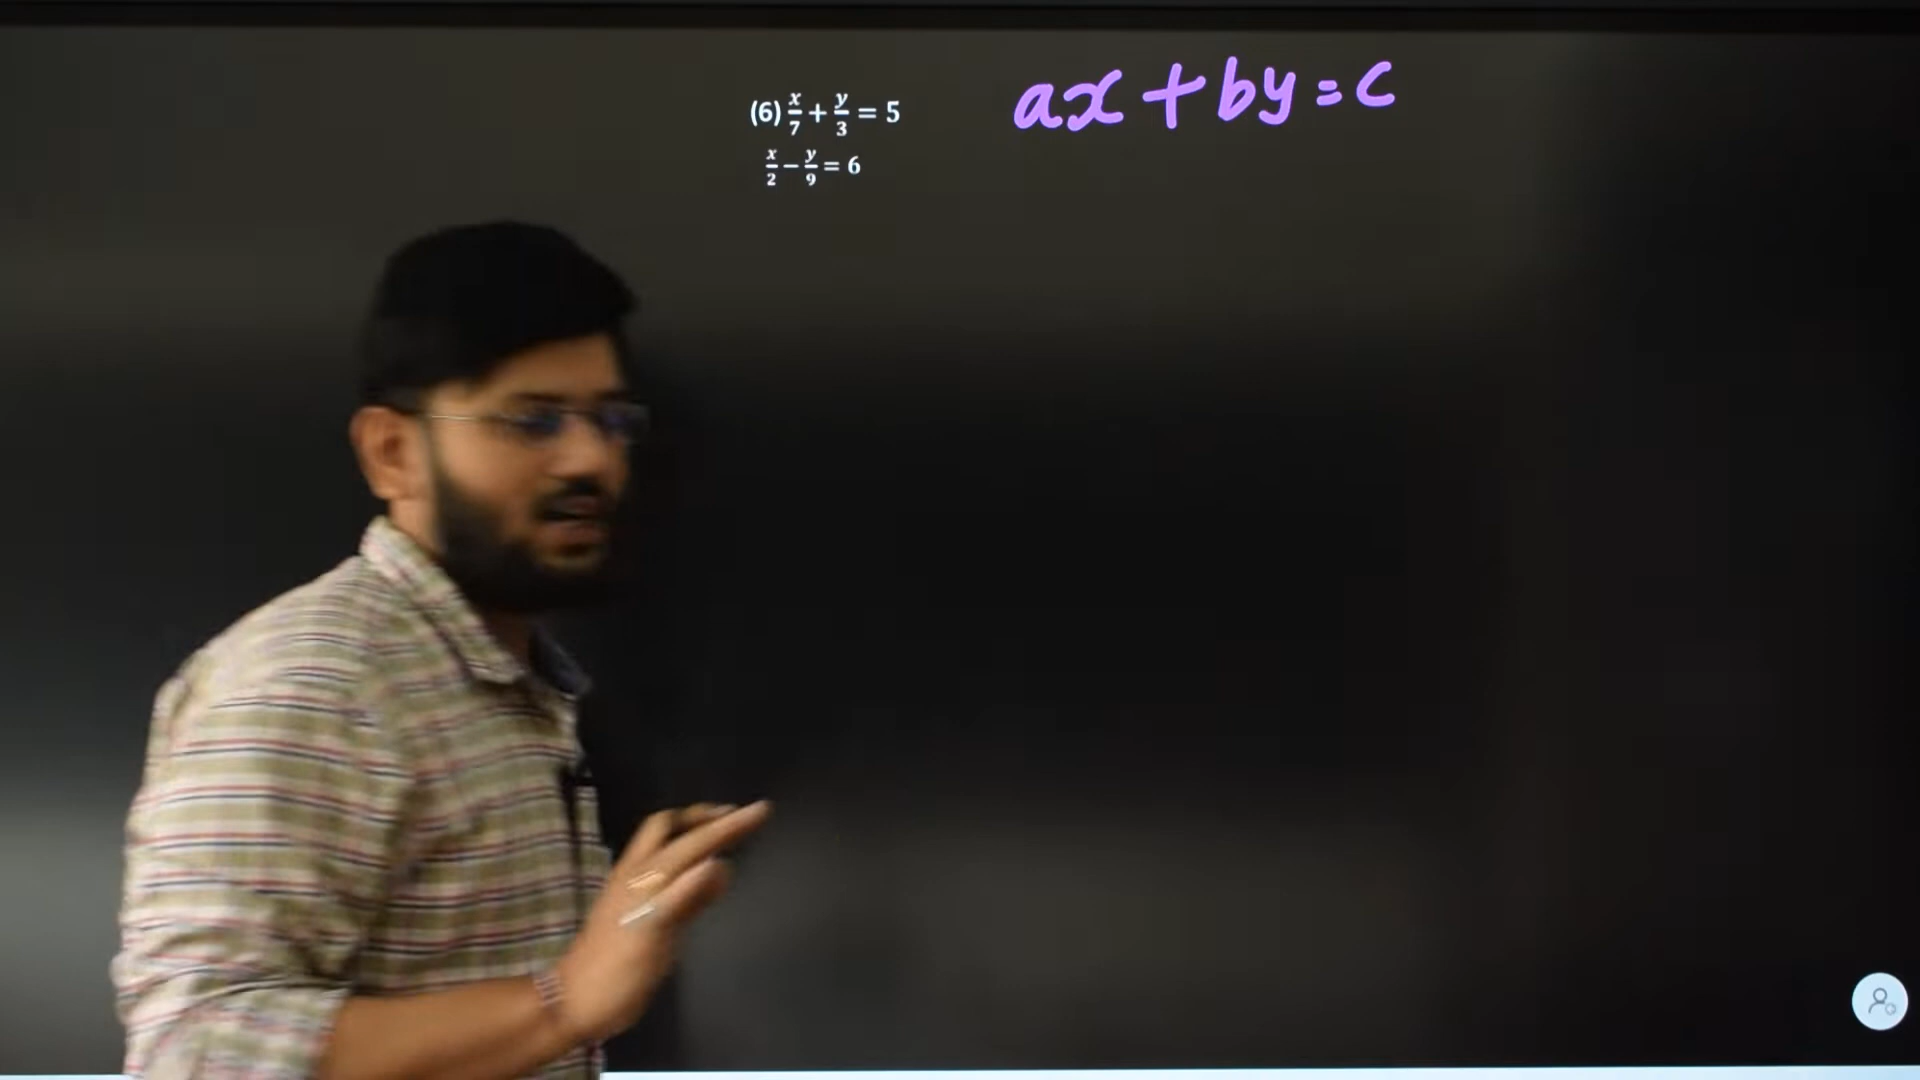 (6) x/7 + y/3 = 5
x/2 − y/9 = 6
ax + by = c